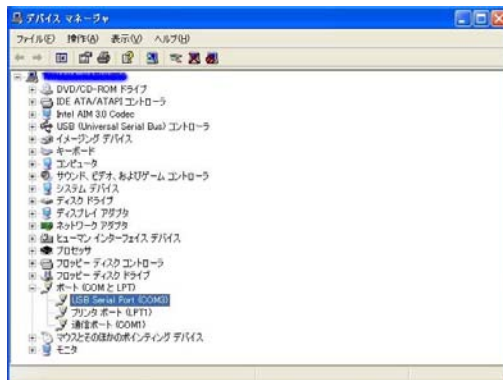 デバイス マネージャ
ファイル(F) 操作(A) 表示(V) ヘルプ(H)
DVD/CD-ROM ドライブ
IDE ATA/ATAPI コントローラ
Intel AIM 3.0 Codec
USB (Universal Serial Bus) コントローラ
イメージング デバイス
キーボード
コンピュータ
サウンド、ビデオ、およびゲーム コントローラ
システム デバイス
ディスク ドライブ
ディスプレイ アダプタ
ネットワーク アダプタ
ヒューマン インターフェイス デバイス
プロセッサ
フロッピー ディスク コントローラ
フロッピー ディスク ドライブ
ポート (COM と LPT)
USB Serial Port (COM3)
プリンタ ポート (LPT1)
通信ポート (COM1)
マウスとそのほかのポインティング デバイス
モニタ